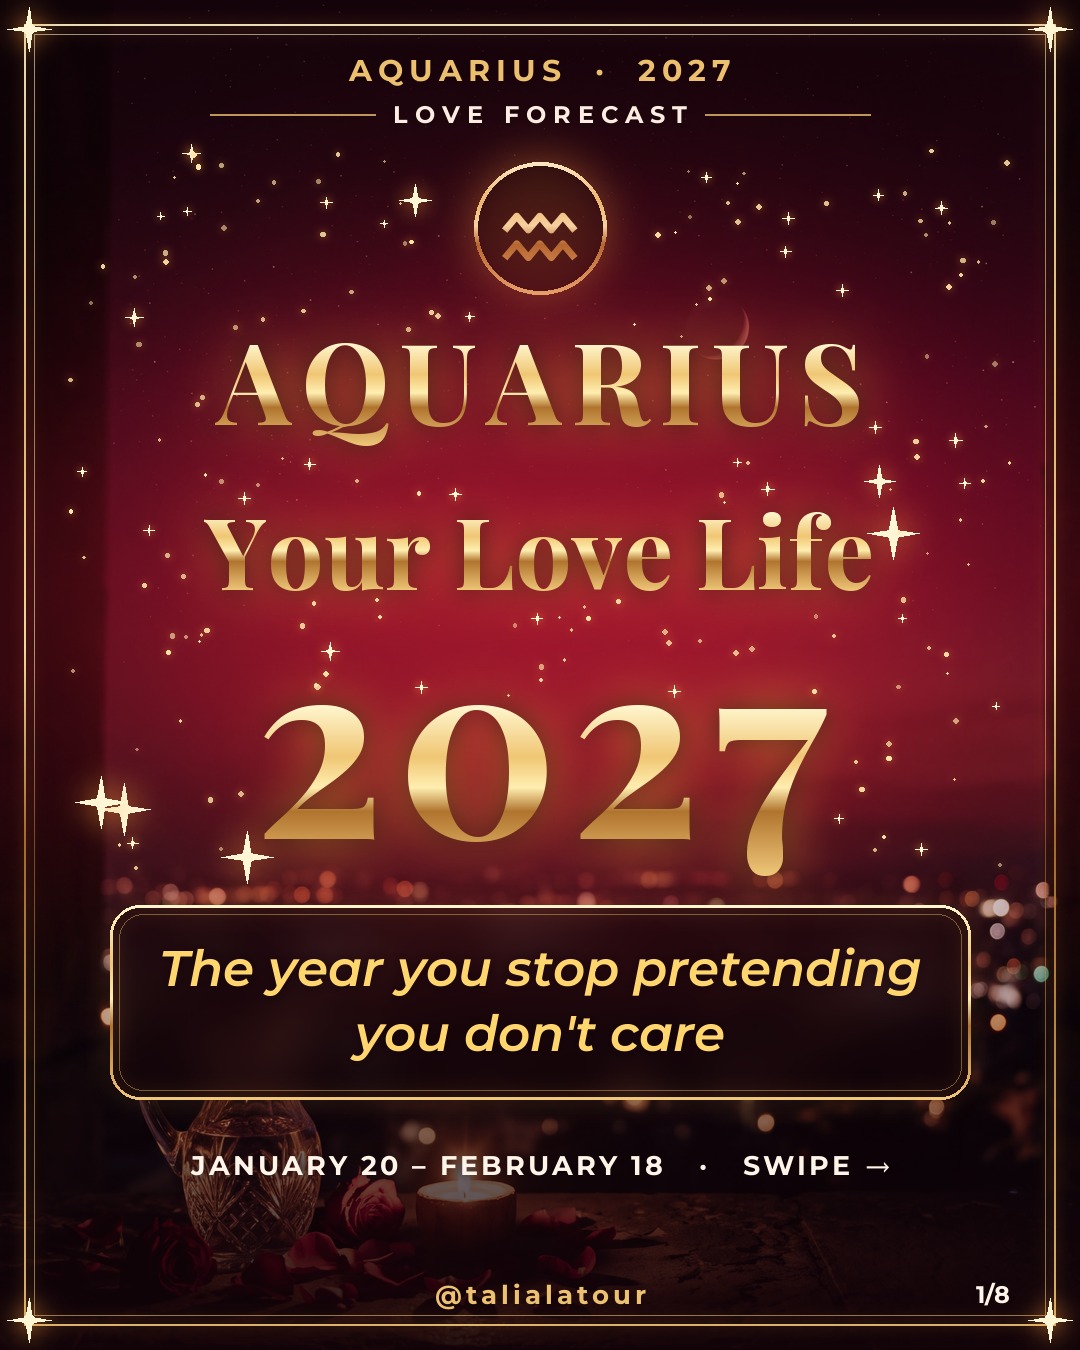 AQUARIUS · 2027
LOVE FORECAST
AQUARIUS
Your Love Life
2027
The year you stop pretending
you don't care
JANUARY 20 – FEBRUARY 18 · SWIPE →
@talialatour
1/8